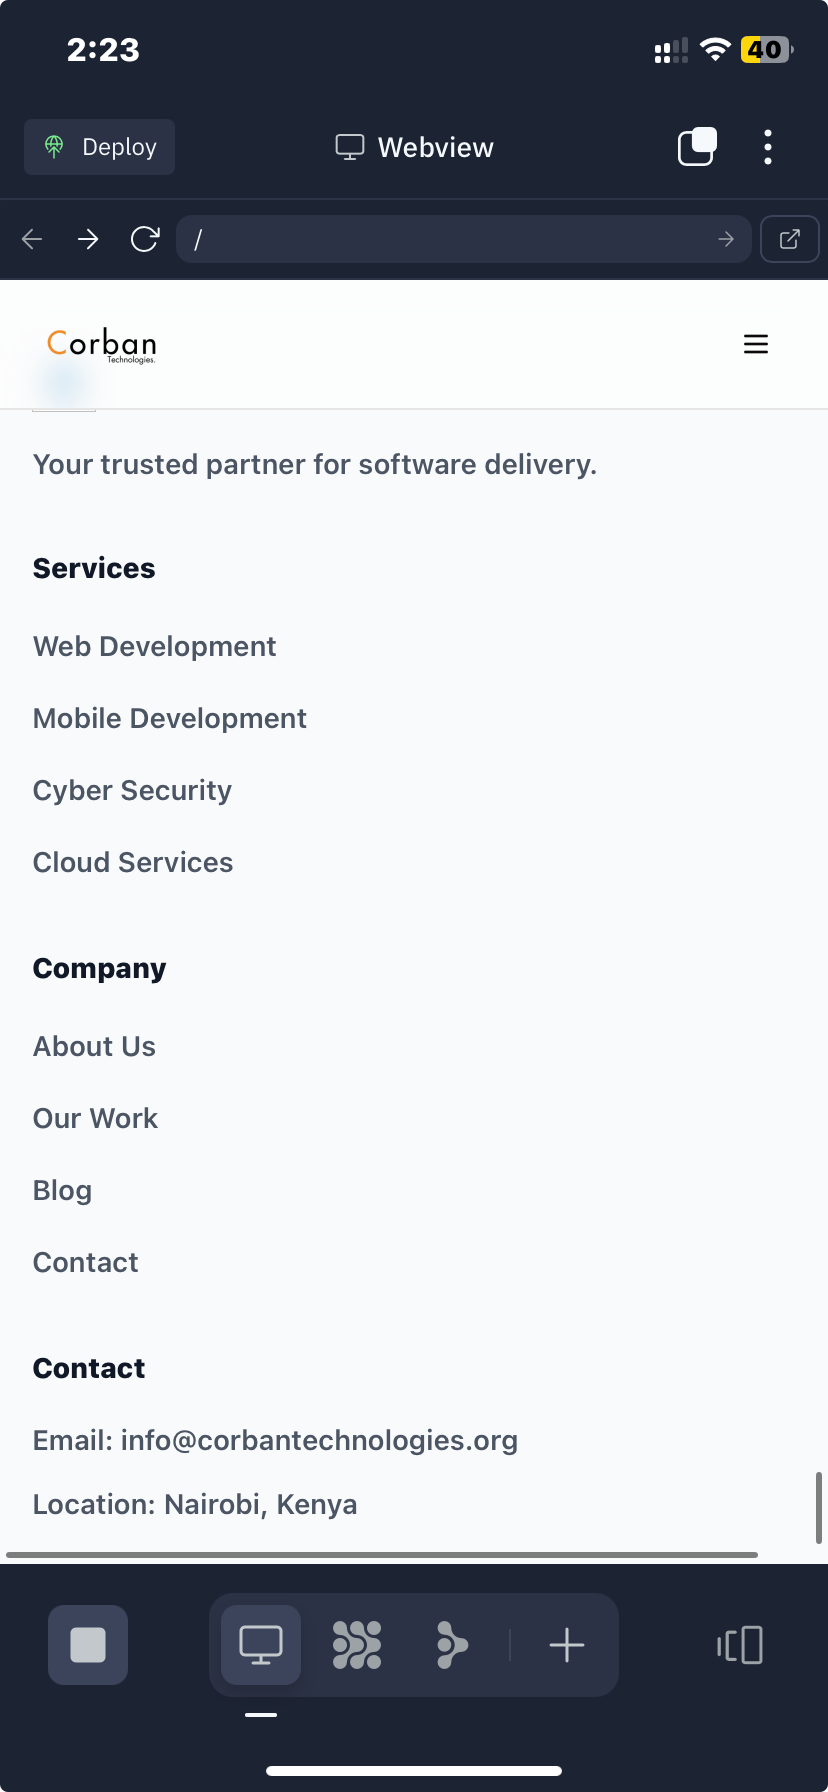 2:23
40
Deploy
Webview
/
Corban
Technologies.
Your trusted partner for software delivery.
Services
Web Development
Mobile Development
Cyber Security
Cloud Services
Company
About Us
Our Work
Blog
Contact
Contact
Email: info@corbantechnologies.org
Location: Nairobi, Kenya